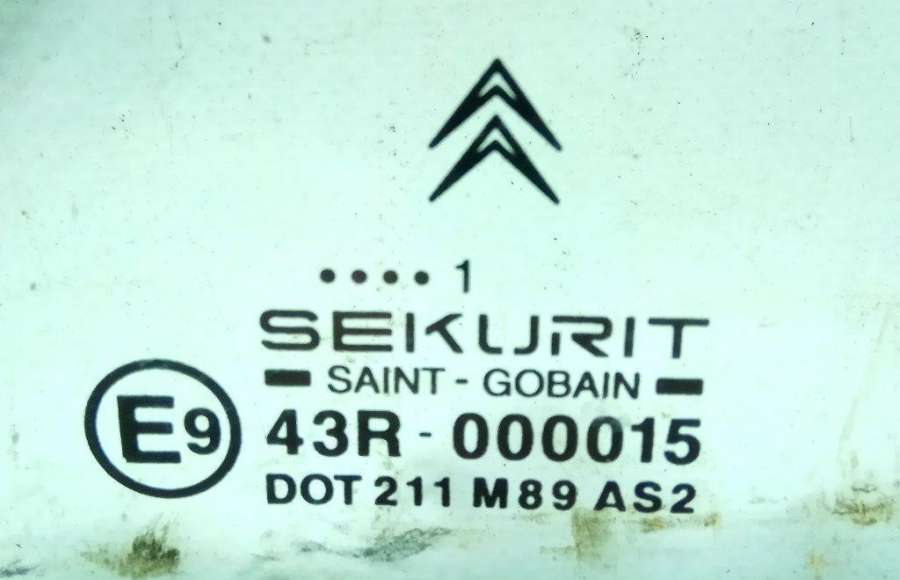 •••• 1
SEKURIT
SAINT - GOBAIN
E9 43R - 000015
DOT 211 M89 AS2